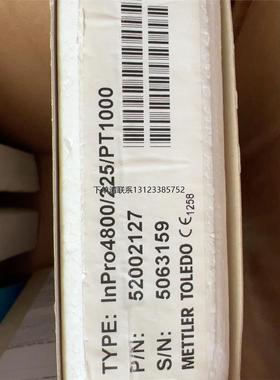 TYPE: InPro4800/225/PT1000
P/N: 52002127
S/N: 5063159
METTLER TOLEDO CE 1258
下单请联系13123385752